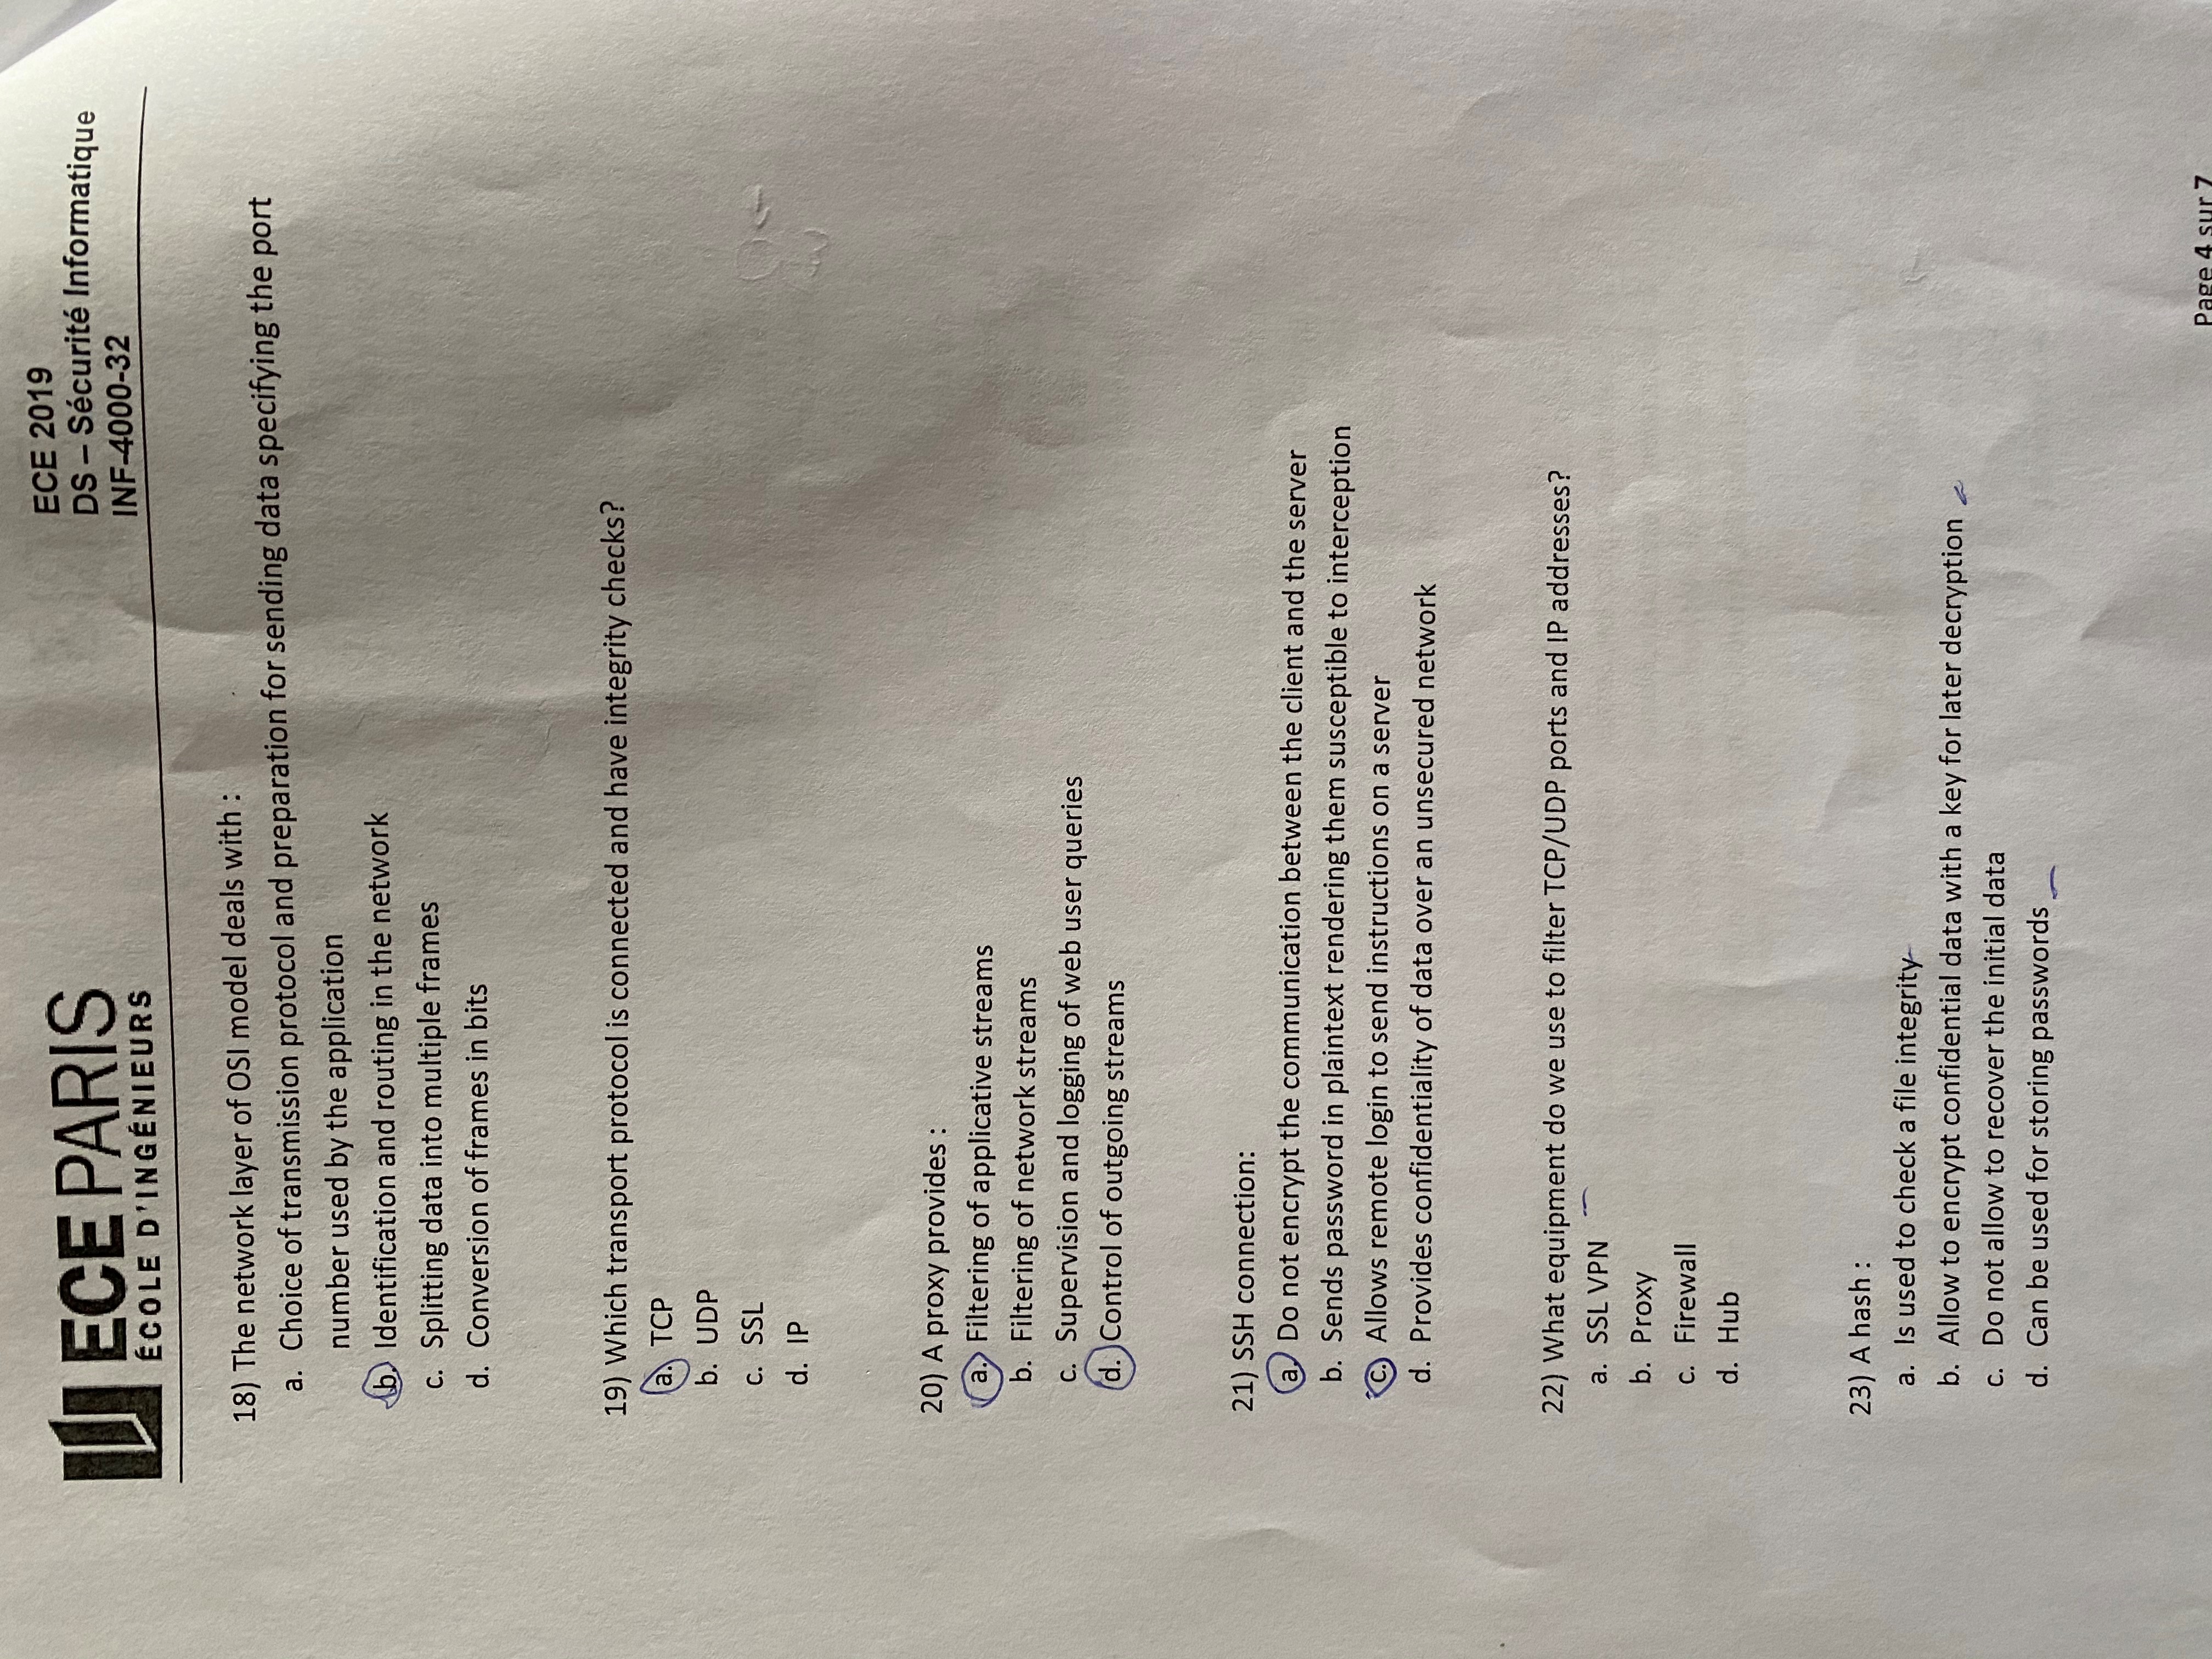 ECE PARIS
ÉCOLE D'INGÉNIEURS
ECE 2019
DS – Sécurité Informatique
INF-4000-32
18) The network layer of OSI model deals with :
a. Choice of transmission protocol and preparation for sending data specifying the port
number used by the application
b. Identification and routing in the network
c. Splitting data into multiple frames
d. Conversion of frames in bits
19) Which transport protocol is connected and have integrity checks?
a. TCP
b. UDP
c. SSL
d. IP
20) A proxy provides :
a. Filtering of applicative streams
b. Filtering of network streams
c. Supervision and logging of web user queries
d. Control of outgoing streams
21) SSH connection:
a. Do not encrypt the communication between the client and the server
b. Sends password in plaintext rendering them susceptible to interception
c. Allows remote login to send instructions on a server
d. Provides confidentiality of data over an unsecured network
22) What equipment do we use to filter TCP/UDP ports and IP addresses?
a. SSL VPN
b. Proxy
c. Firewall
d. Hub
23) A hash :
a. Is used to check a file integrity
b. Allow to encrypt confidential data with a key for later decryption
c. Do not allow to recover the initial data
d. Can be used for storing passwords
Page 4 sur 7